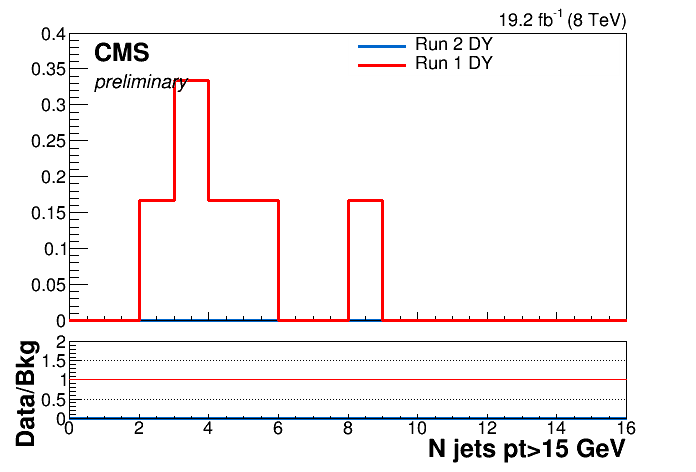 19.2 fb-1 (8 TeV)
CMS
preliminary
Run 2 DY
Run 1 DY
0.4
0.35
0.3
0.25
0.2
0.15
0.1
0.05
0
Data/Bkg
2
1.5
1
0.5
0
0 2 4 6 8 10 12 14 16
N jets pt>15 GeV